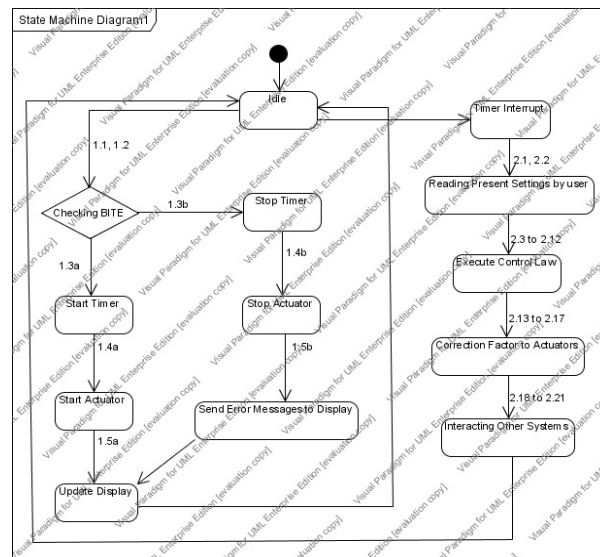 State Machine Diagram1
Idle
Timer Interrupt
1.1, 1.2
2.1, 2.2
Reading Present Settings by user
Checking BITE
1.3b
Stop Timer
2.3 to 2.12
1.4b
Execute Control Law
1.3a
Start Timer
Stop Actuator
2.13 to 2.17
1.4a
1.5b
Correction Factor to Actuators
Start Actuator
Send Error Messages to Display
2.18 to 2.21
Interacting Other Systems
1.5a
Update Display
Visual Paradigm for UML Enterprise Edition [evaluation copy]